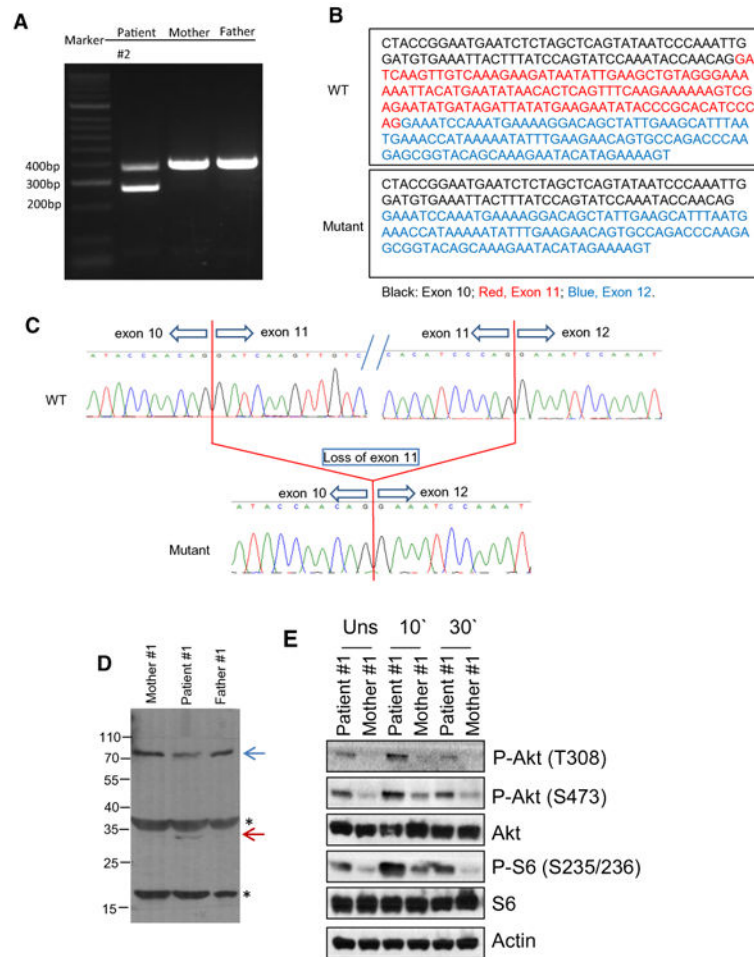 A
Marker
Patient
#2
Mother
Father
400bp
300bp
200bp
B
WT
CTACCGGAATGAATCTCTAGCTCAGTATAATCCCAAATTG
GATGTGAAATTACTTTATCCAGTATCCAAATACCAACAGGA
TCAAGTTGTCAAAGAAGATAATATTGAAGCTGTAGGGAAA
AAATTACATGAATATAACACTCAGTTTCAAGAAAAAAGTCG
AGAATATGATAGATTATATGAAGAATATACCCGCACATCCC
AGGAAATCCAAATGAAAAGGACAGCTATTGAAGCATTTAA
TGAAACCATAAAAATATTTGAAGAACAGTGCCAGACCCAA
GAGCGGTACAGCAAAGAATACATAGAAAAGT
Mutant
CTACCGGAATGAATCTCTAGCTCAGTATAATCCCAAATTG
GATGTGAAATTACTTTATCCAGTATCCAAATACCAACAG
GAAATCCAAATGAAAAGGACAGCTATTGAAGCATTTAATG
AAACCATAAAAATATTTGAAGAACAGTGCCAGACCCAAGA
GCGGTACAGCAAAGAATACATAGAAAAGT
Black: Exon 10; Red, Exon 11; Blue, Exon 12.
C
exon 10
exon 11
exon 11
exon 12
ATACCAACAGGATCAAGTTGTC
CACATCCCAGGAAATCCAAAT
WT
Loss of exon 11
exon 10
exon 12
ATACCAACAGGAAATCCAAAT
Mutant
D
Mother #1
Patient #1
Father #1
110
70
55
40
35
25
15
*
*
E
Uns
10`
30`
Patient #1
Mother #1
Patient #1
Mother #1
Patient #1
Mother #1
P-Akt (T308)
P-Akt (S473)
Akt
P-S6 (S235/236)
S6
Actin